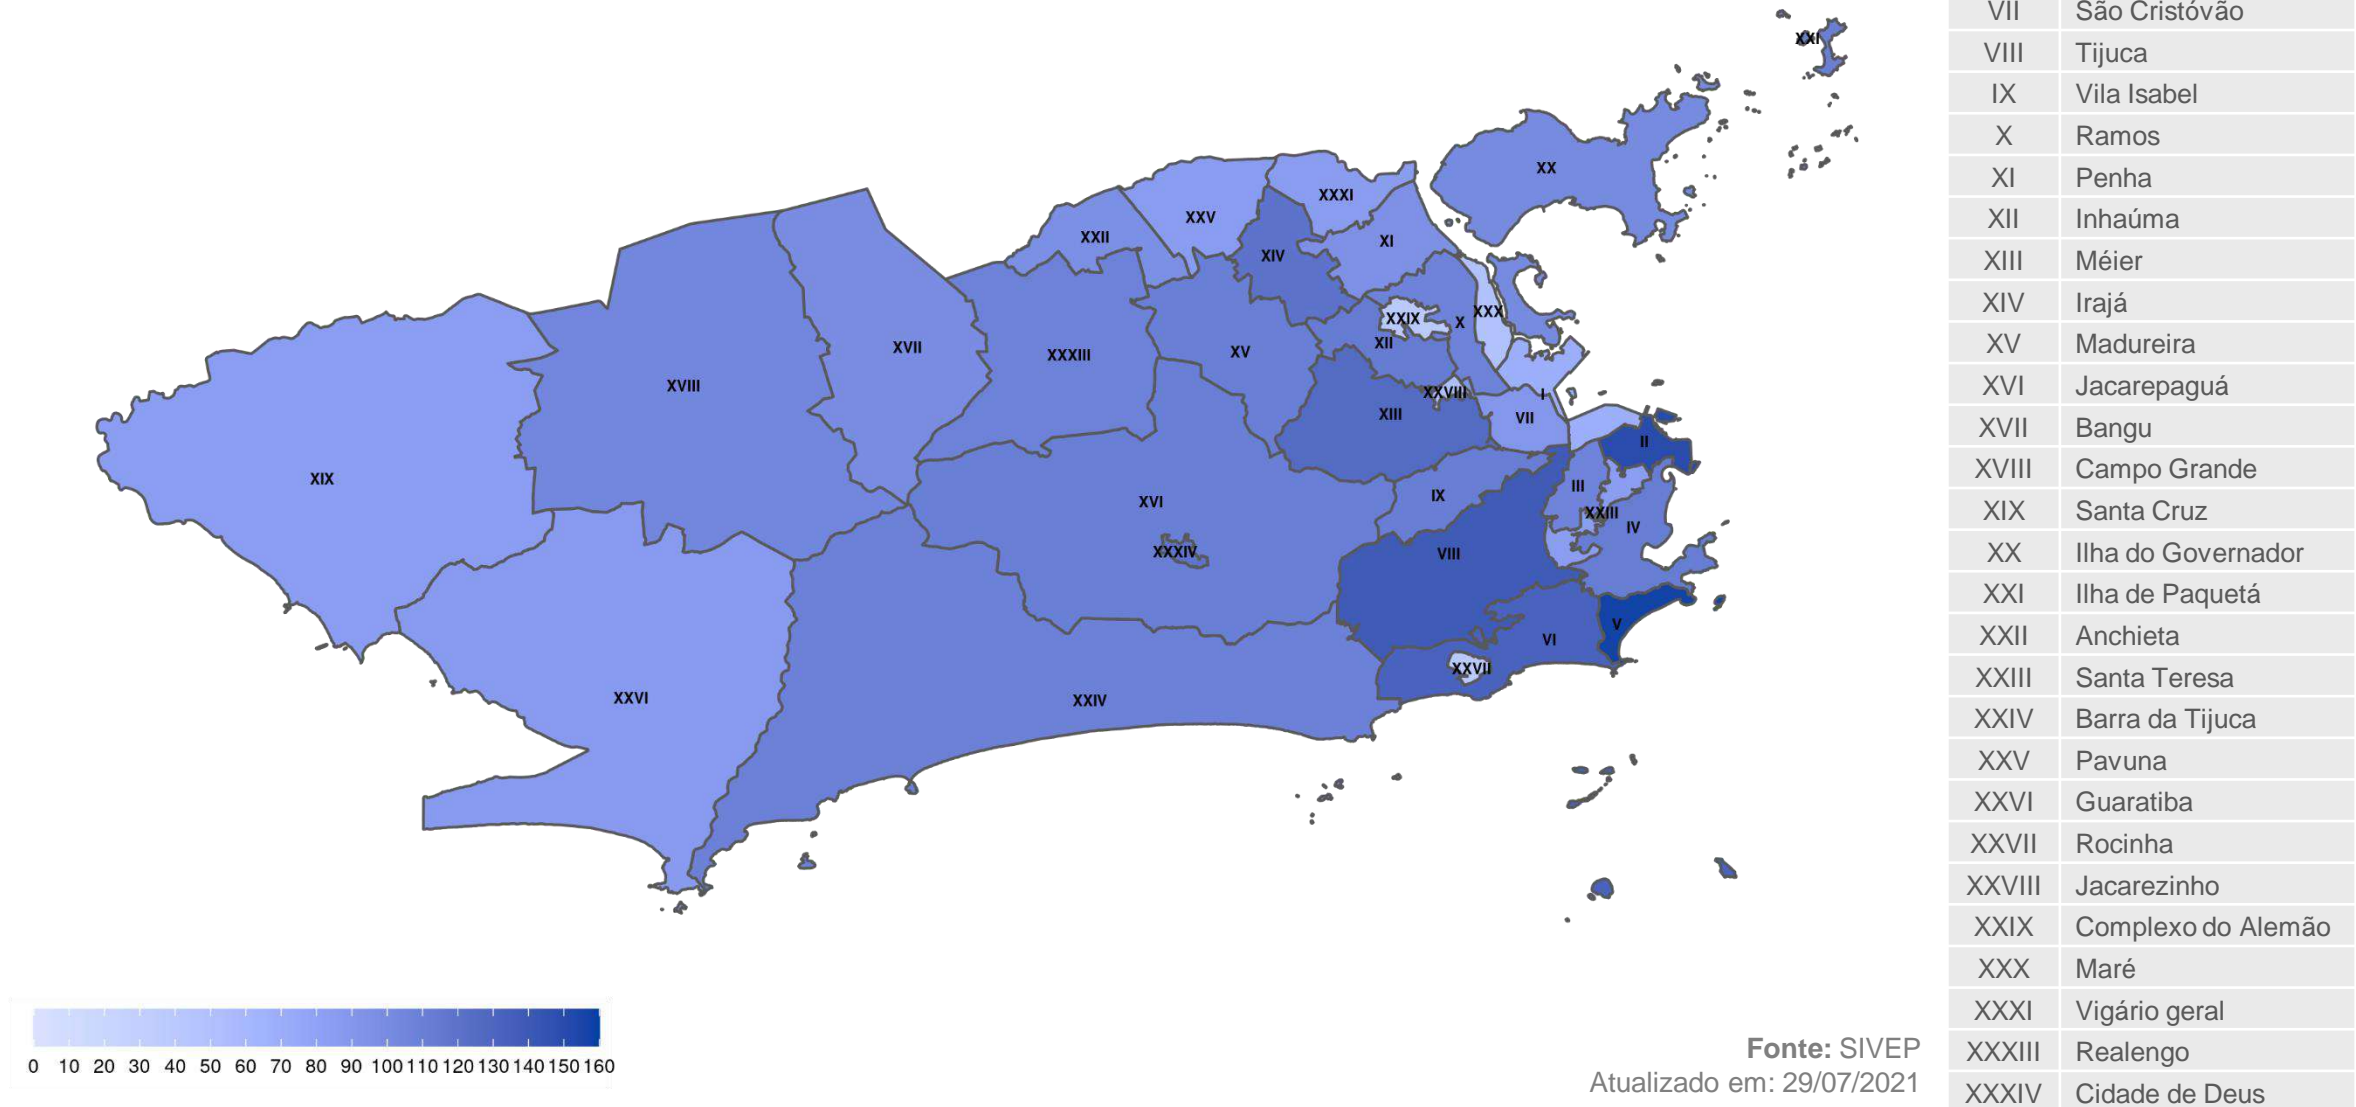 XXI
XX
XXXI
XXV
XXII
XI
XIV
XXX
XXIX
X
XII
XVII
XXXIII
XV
XVIII
XXVIII
I
XIII
VII
II
XIX
III
IX
XVI
XXIII
IV
XXXIV
VIII
V
VI
XXVII
XXVI
XXIV
0 10 20 30 40 50 60 70 80 90 100 110 120 130 140 150 160
Fonte: SIVEP
Atualizado em: 29/07/2021
VII São Cristóvão
VIII Tijuca
IX Vila Isabel
X Ramos
XI Penha
XII Inhaúma
XIII Méier
XIV Irajá
XV Madureira
XVI Jacarepaguá
XVII Bangu
XVIII Campo Grande
XIX Santa Cruz
XX Ilha do Governador
XXI Ilha de Paquetá
XXII Anchieta
XXIII Santa Teresa
XXIV Barra da Tijuca
XXV Pavuna
XXVI Guaratiba
XXVII Rocinha
XXVIII Jacarezinho
XXIX Complexo do Alemão
XXX Maré
XXXI Vigário geral
XXXIII Realengo
XXXIV Cidade de Deus